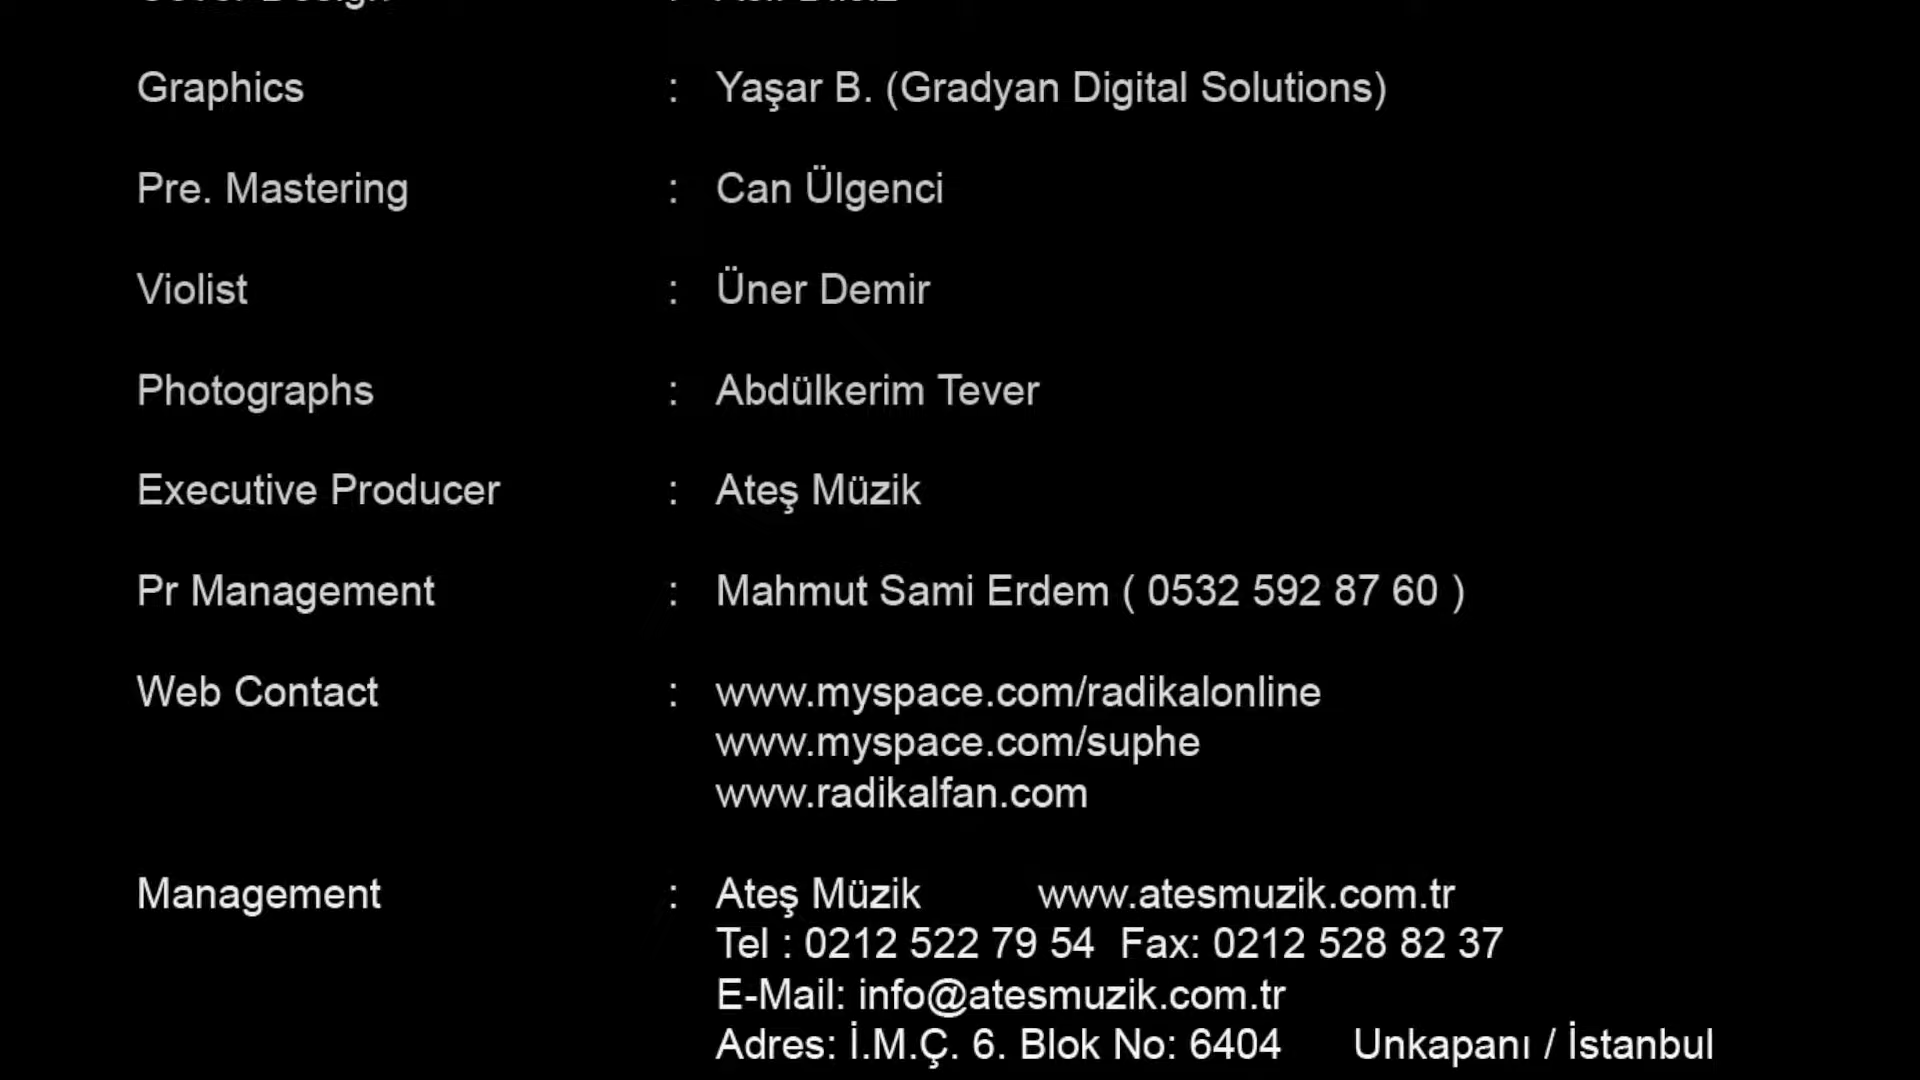 Graphics : Yaşar B. (Gradyan Digital Solutions)
Pre. Mastering : Can Ülgenci
Violist : Üner Demir
Photographs : Abdülkerim Tever
Executive Producer : Ateş Müzik
Pr Management : Mahmut Sami Erdem ( 0532 592 87 60 )
Web Contact : www.myspace.com/radikalonline
www.myspace.com/suphe
www.radikalfan.com
Management : Ateş Müzik www.atesmuzik.com.tr
Tel : 0212 522 79 54 Fax: 0212 528 82 37
E-Mail: info@atesmuzik.com.tr
Adres: İ.M.Ç. 6. Blok No: 6404 Unkapanı / İstanbul